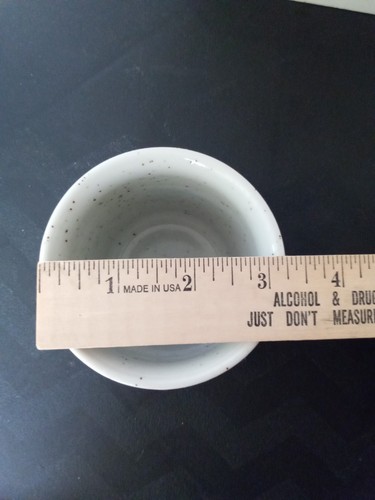 1 MADE IN USA 2 3 4
ALCOHOL & DRUG
JUST DON'T MEASURE